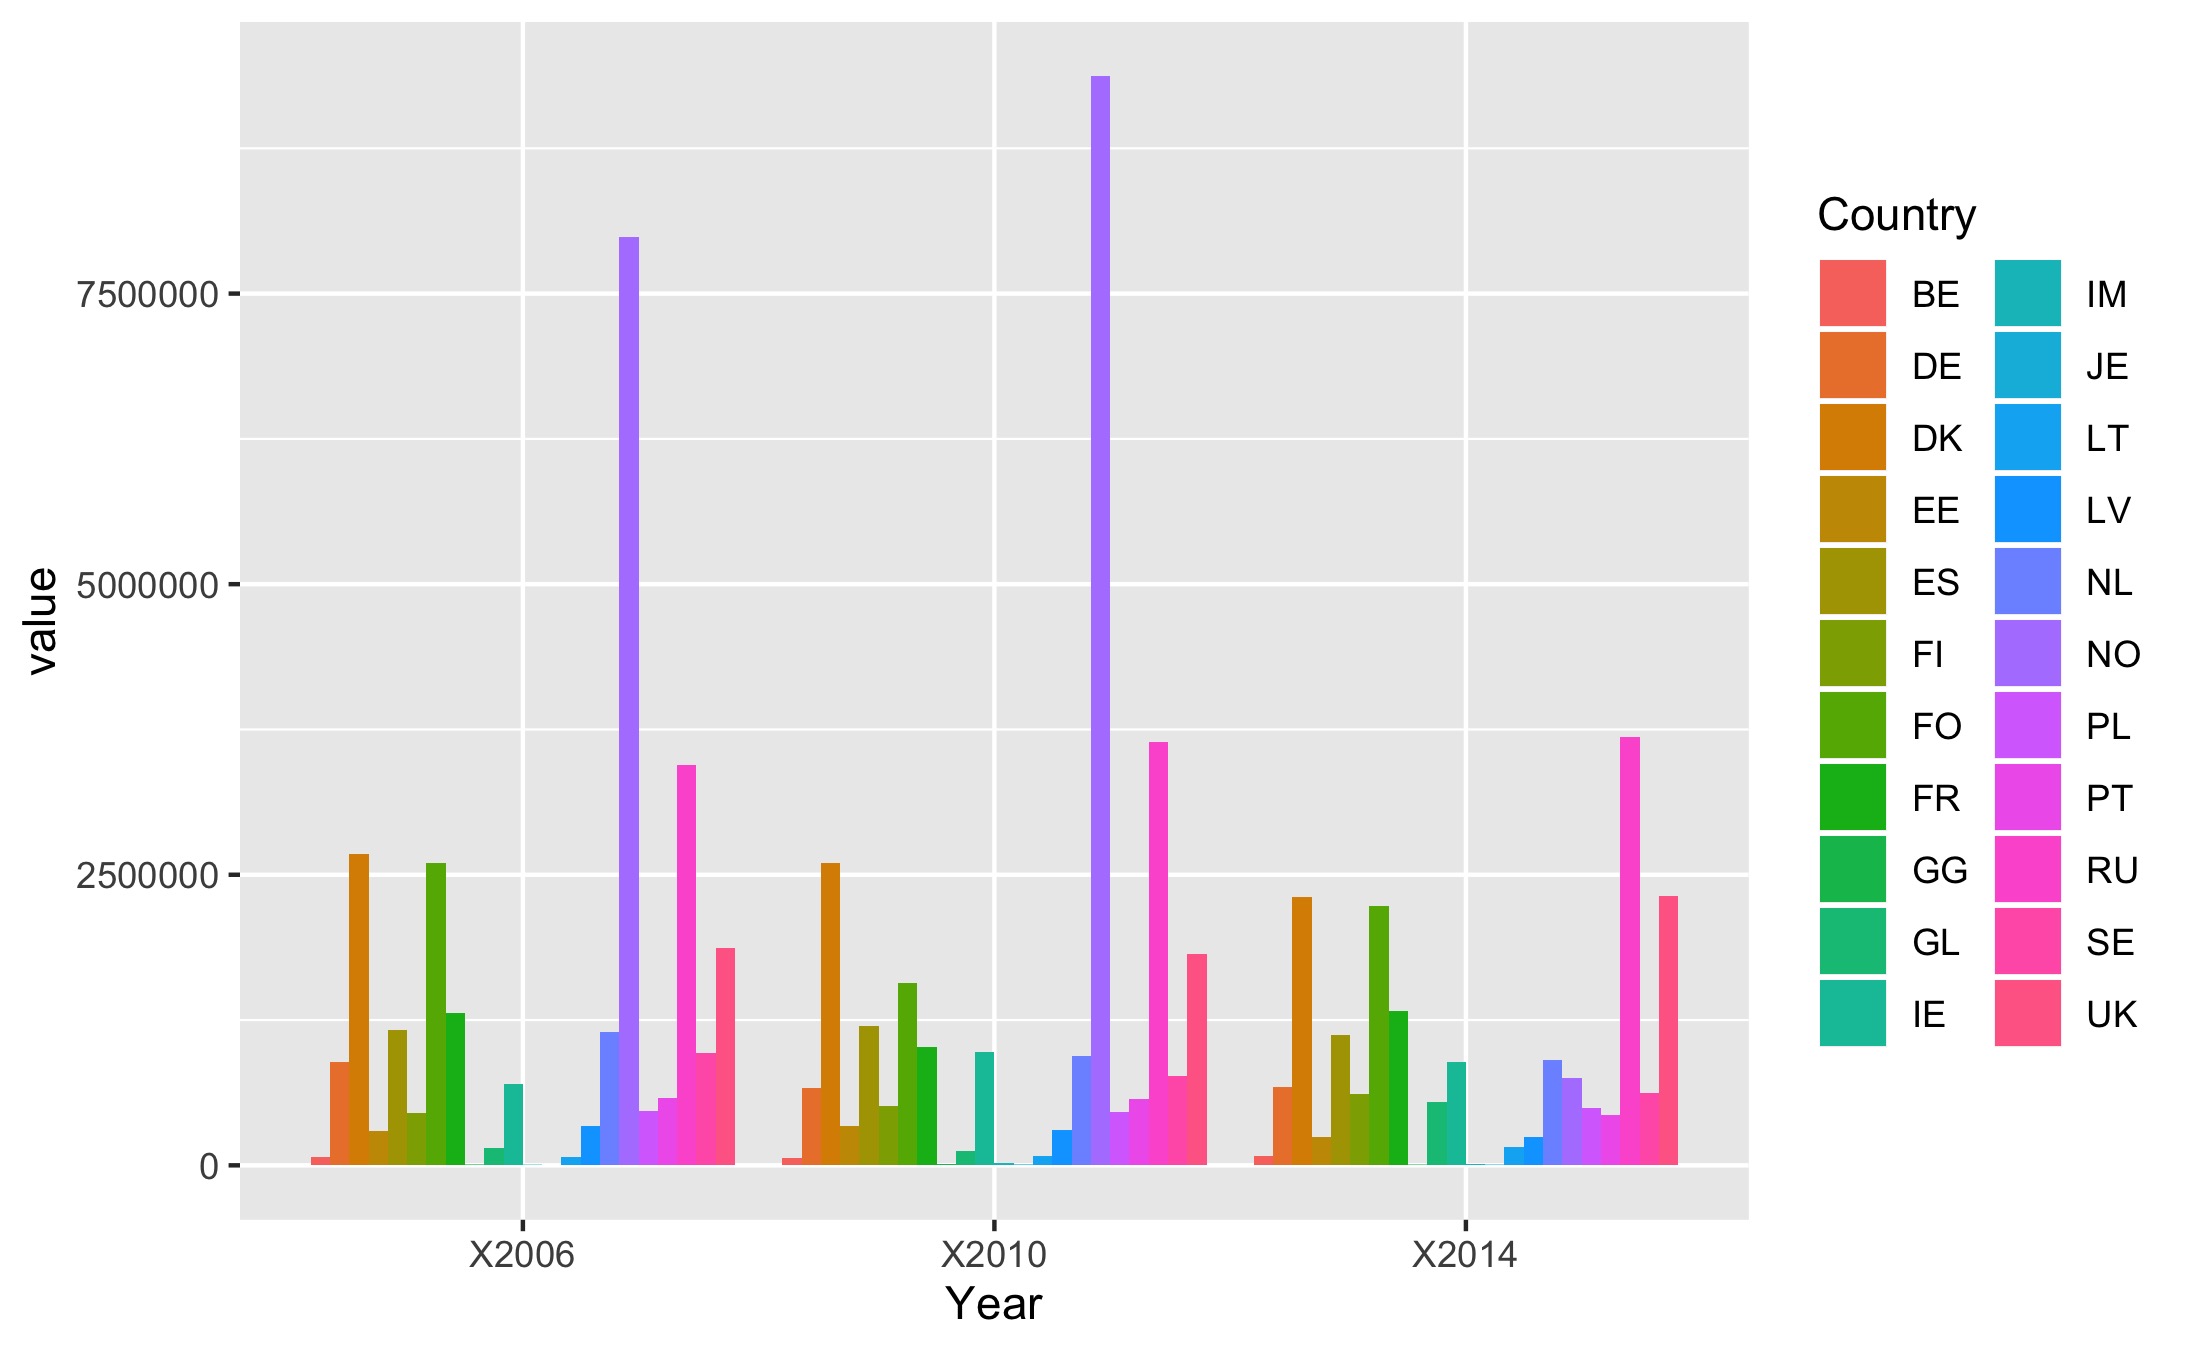 value
7500000
5000000
2500000
0
X2006 X2010 X2014
Year
Country
BE IM
DE JE
DK LT
EE LV
ES NL
FI NO
FO PL
FR PT
GG RU
GL SE
IE UK